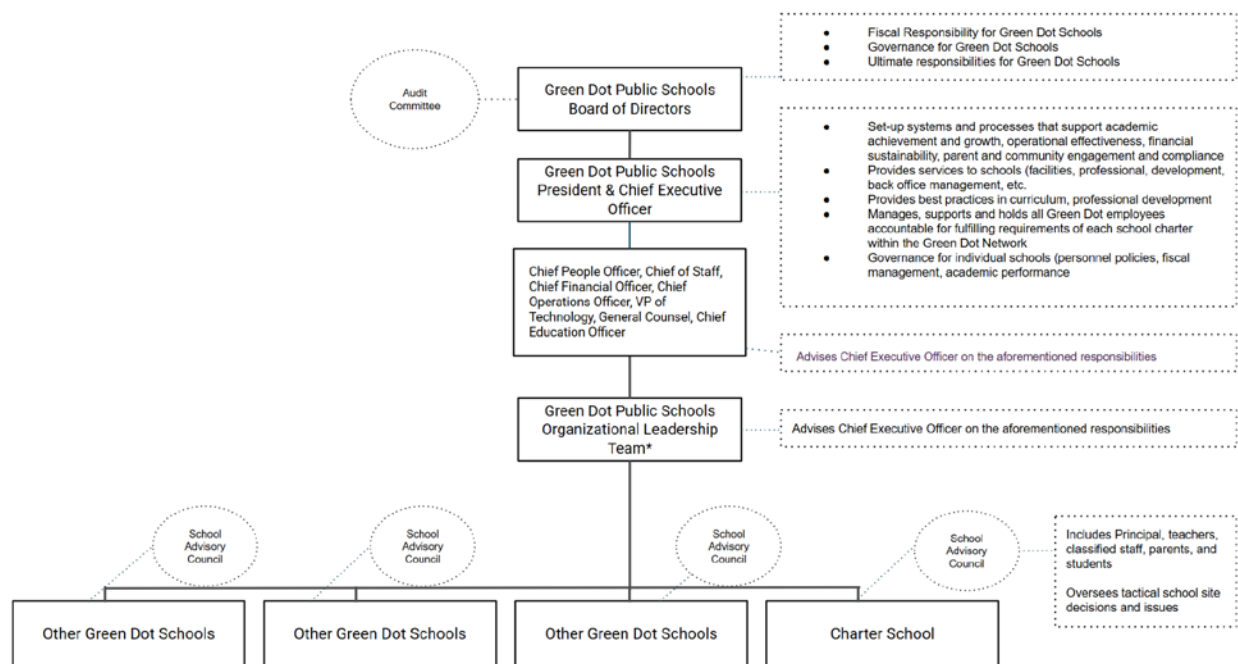 ● Fiscal Responsibility for Green Dot Schools
● Governance for Green Dot Schools
● Ultimate responsibilities for Green Dot Schools
Audit
Committee
Green Dot Public Schools
Board of Directors
● Set-up systems and processes that support academic
achievement and growth, operational effectiveness, financial
sustainability, parent and community engagement and compliance
● Provides services to schools (facilities, professional, development,
back office management, etc.
● Provides best practices in curriculum, professional development
● Manages, supports and holds all Green Dot employees
accountable for fulfilling requirements of each school charter
within the Green Dot Network
● Governance for individual schools (personnel policies, fiscal
management, academic performance
Green Dot Public Schools
President & Chief Executive
Officer
Chief People Officer, Chief of Staff,
Chief Financial Officer, Chief
Operations Officer, VP of
Technology, General Counsel, Chief
Education Officer
Advises Chief Executive Officer on the aforementioned responsibilities
Green Dot Public Schools
Organizational Leadership
Team*
Advises Chief Executive Officer on the aforementioned responsibilities
School
Advisory
Council
School
Advisory
Council
School
Advisory
Council
School
Advisory
Council
Includes Principal, teachers,
classified staff, parents, and
students
Oversees tactical school site
decisions and issues
Other Green Dot Schools
Other Green Dot Schools
Other Green Dot Schools
Charter School